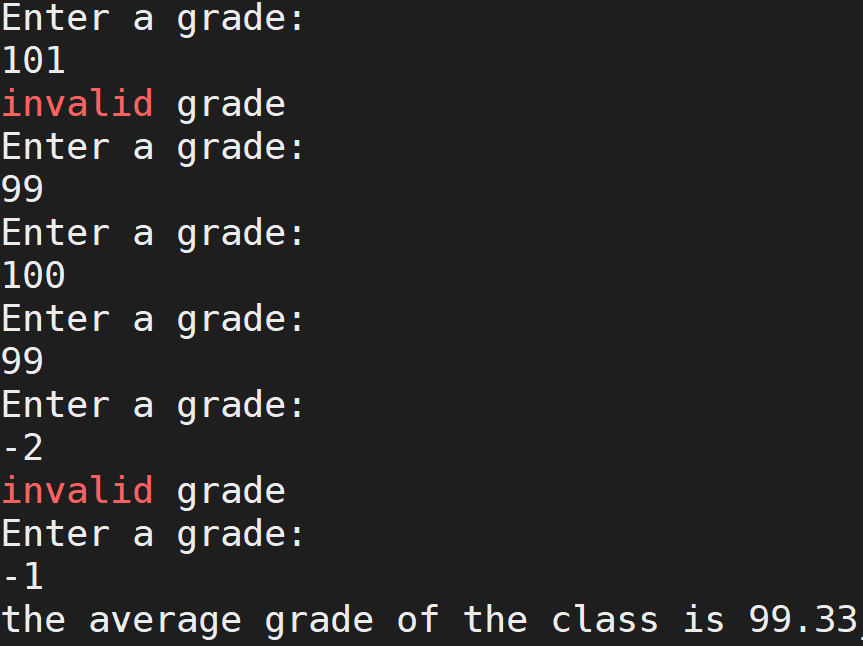 Enter a grade:
101
invalid grade
Enter a grade:
99
Enter a grade:
100
Enter a grade:
99
Enter a grade:
-2
invalid grade
Enter a grade:
-1
the average grade of the class is 99.33